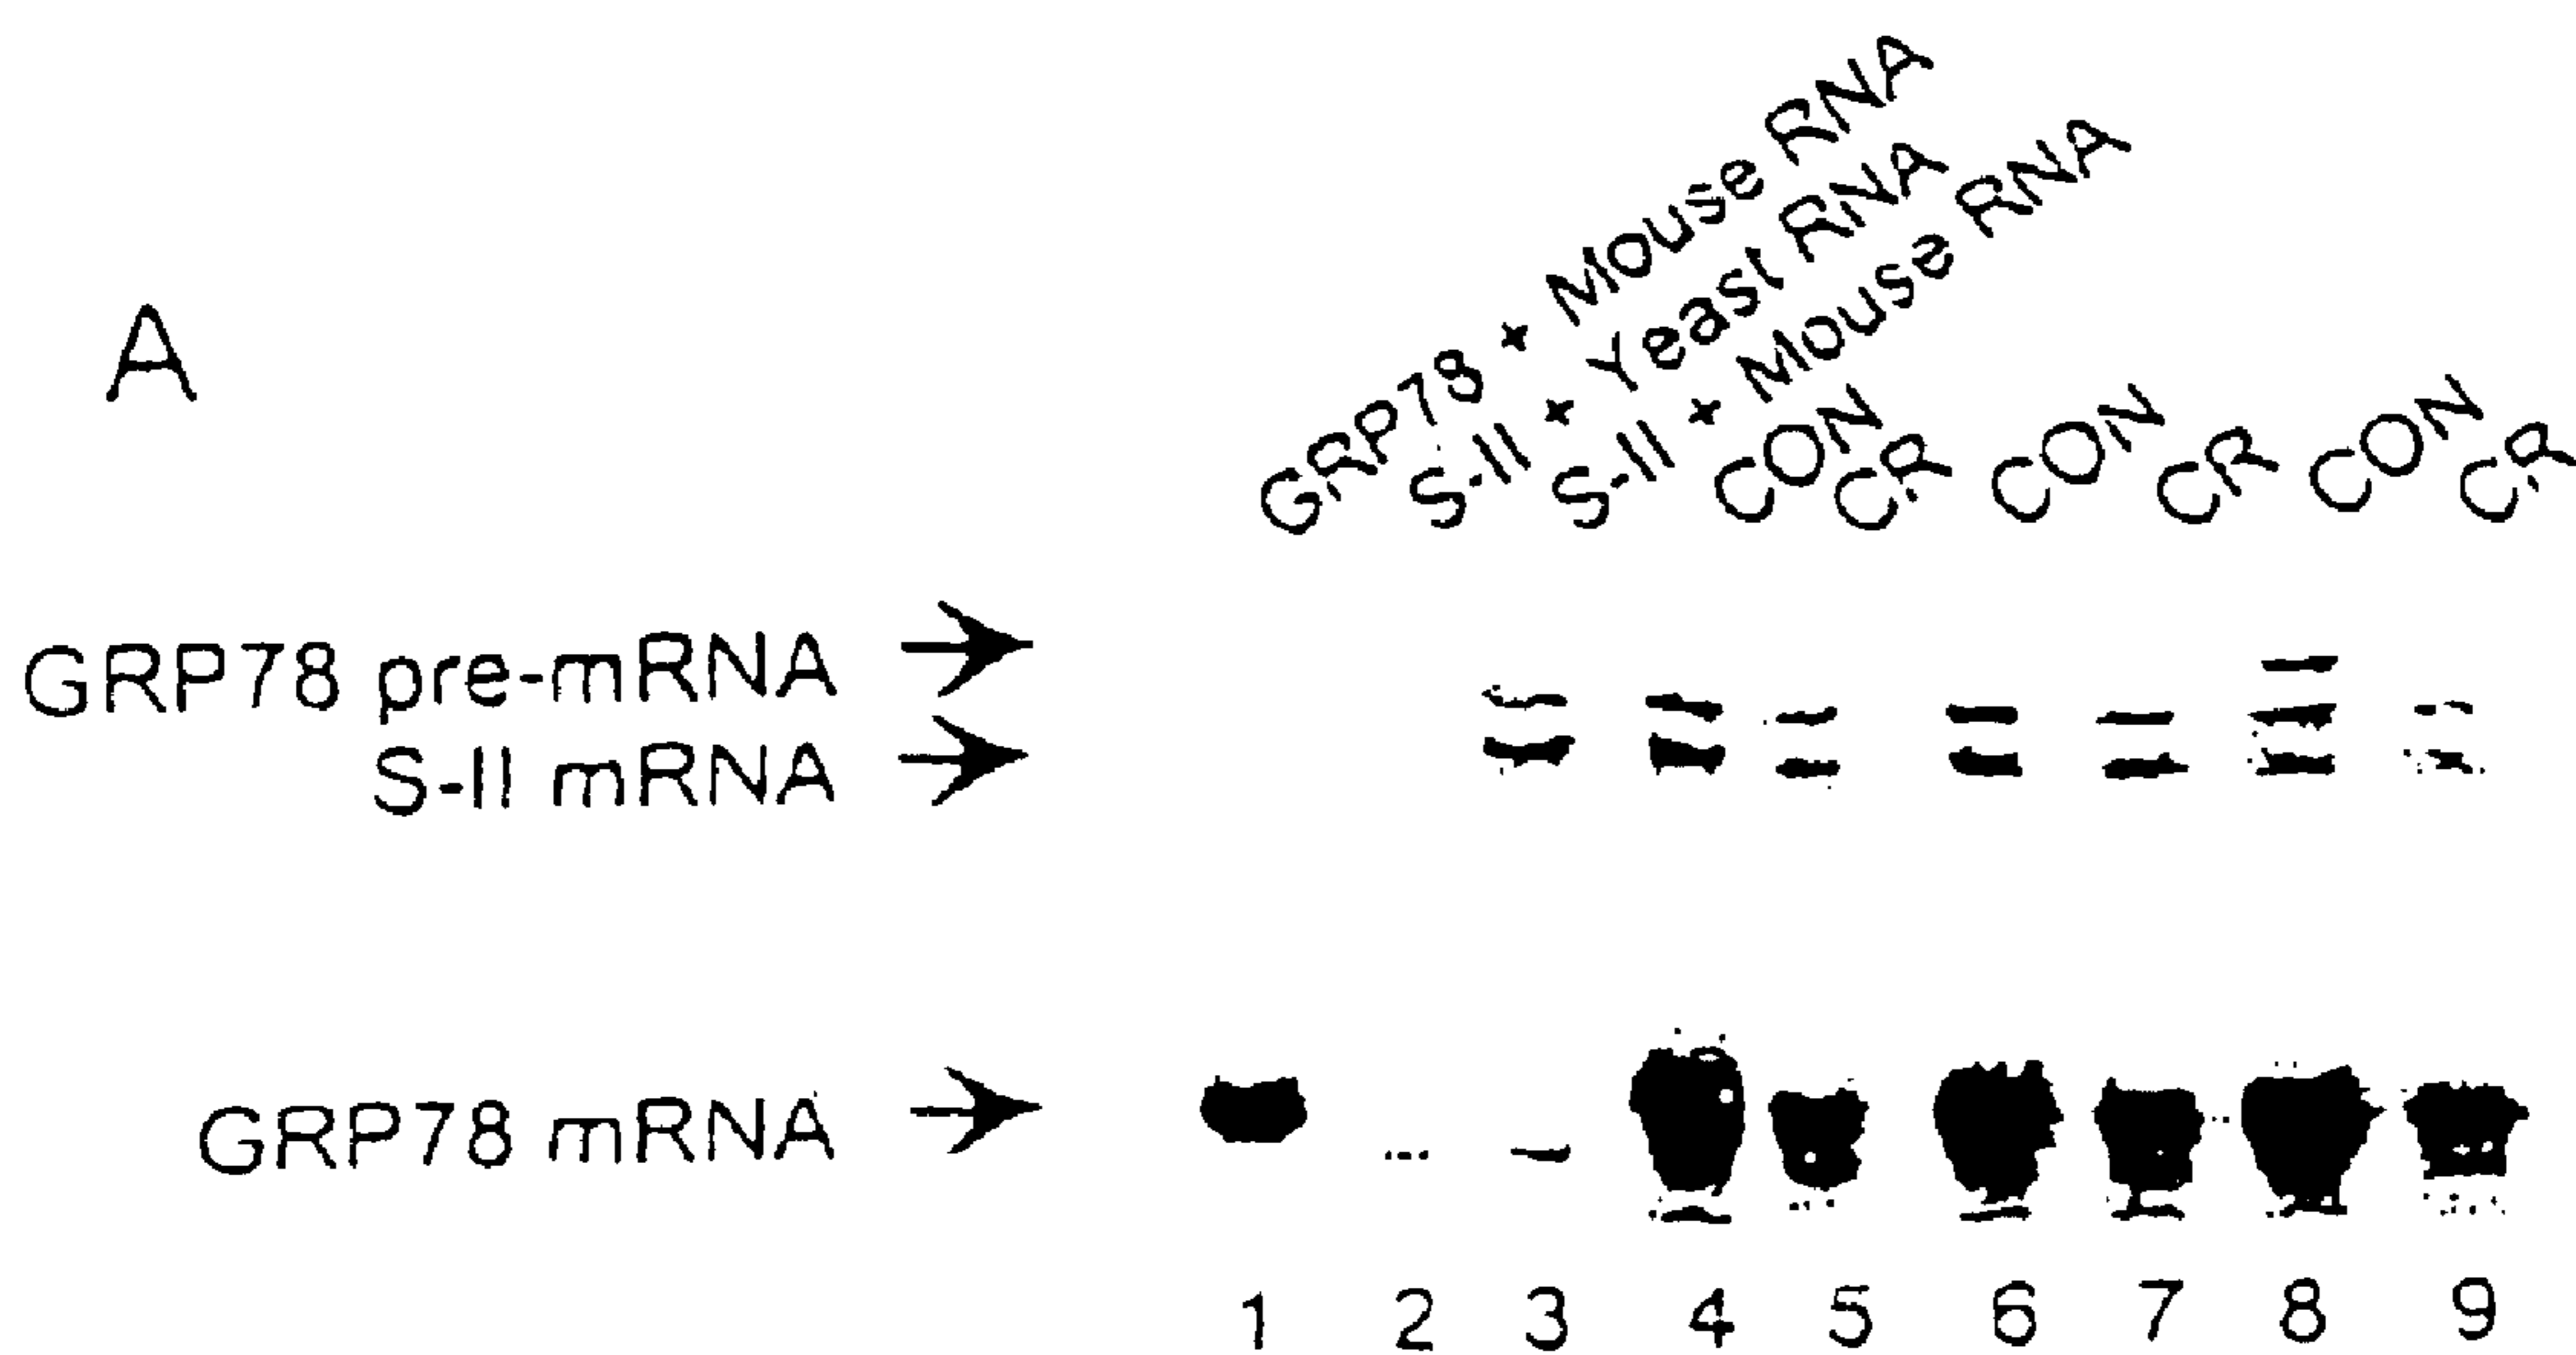 A
GRP78 + Mouse RNA
S-II + Yeast RNA
S-II + Mouse RNA
CON
CR
CON
CR
CON
CR
GRP78 pre-mRNA
S-II mRNA
GRP78 mRNA
1 2 3 4 5 6 7 8 9